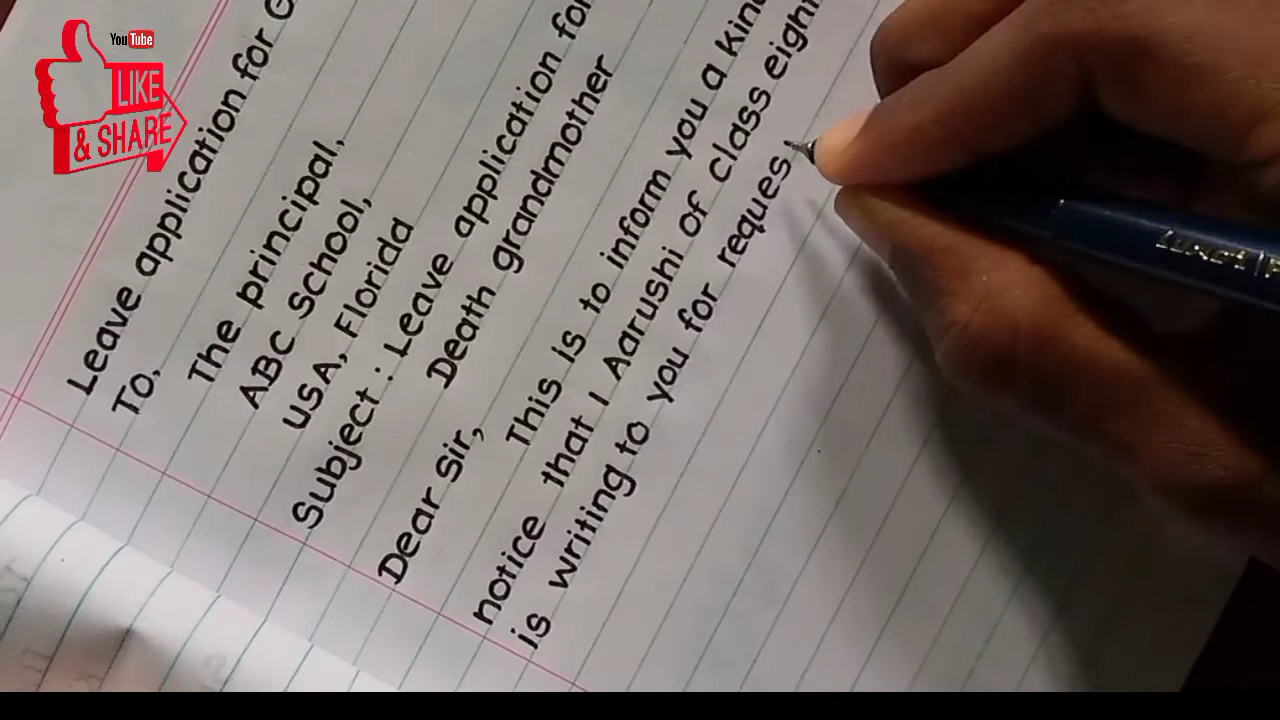 YouTube
LIKE
& SHARE
Leave application for G
To,
The principal,
ABC School,
USA, Florida
Subject : Leave application for
Death grandmother
Dear Sir,
This is to inform you a kind
notice that I Aarushi of class eight
is writing to you for reques